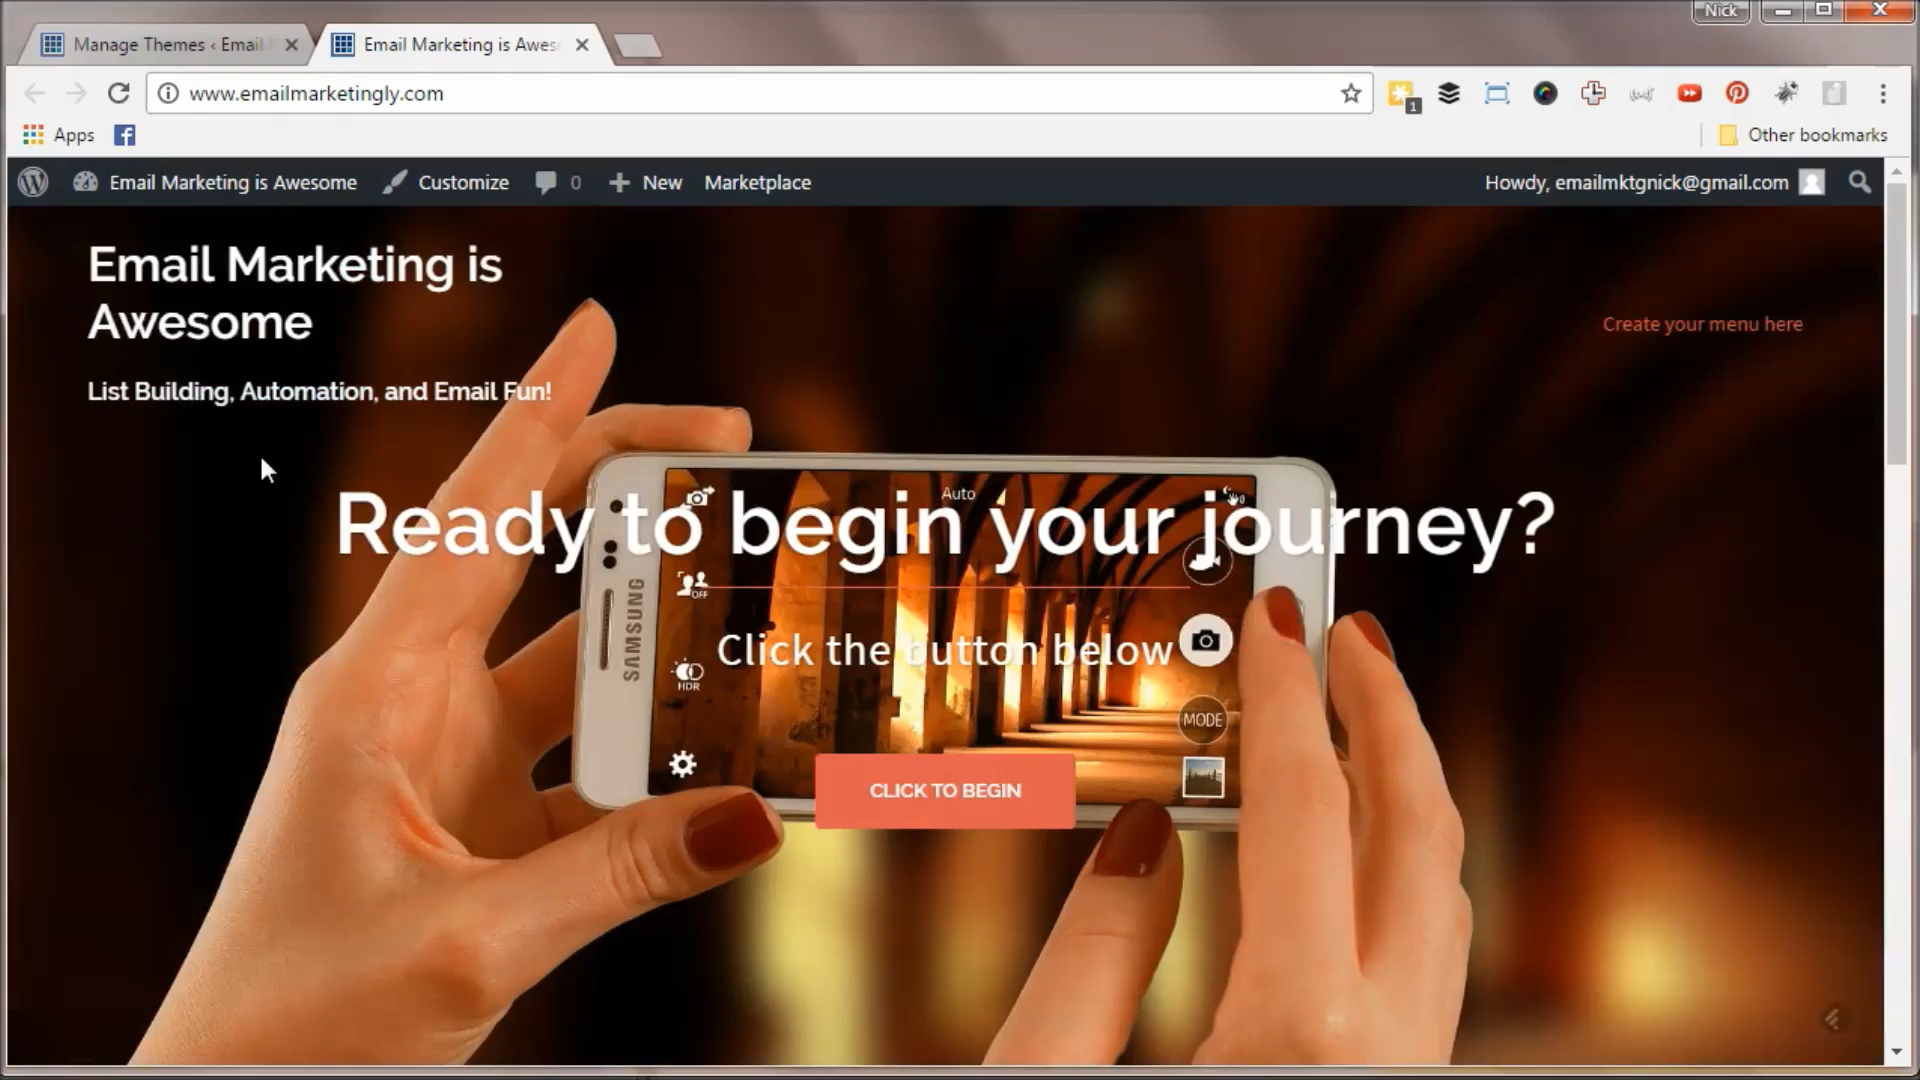 Nick
Manage Themes ‹ Email
Email Marketing is Awes
www.emailmarketingly.com
1
Apps
Other bookmarks
Email Marketing is Awesome
Customize
0
New
Marketplace
Howdy, emailmktgnick@gmail.com
Email Marketing is
Awesome
Create your menu here
List Building, Automation, and Email Fun!
Auto
Ready to begin your journey?
OFF
SAMSUNG
Click the button below
HDR
MODE
CLICK TO BEGIN